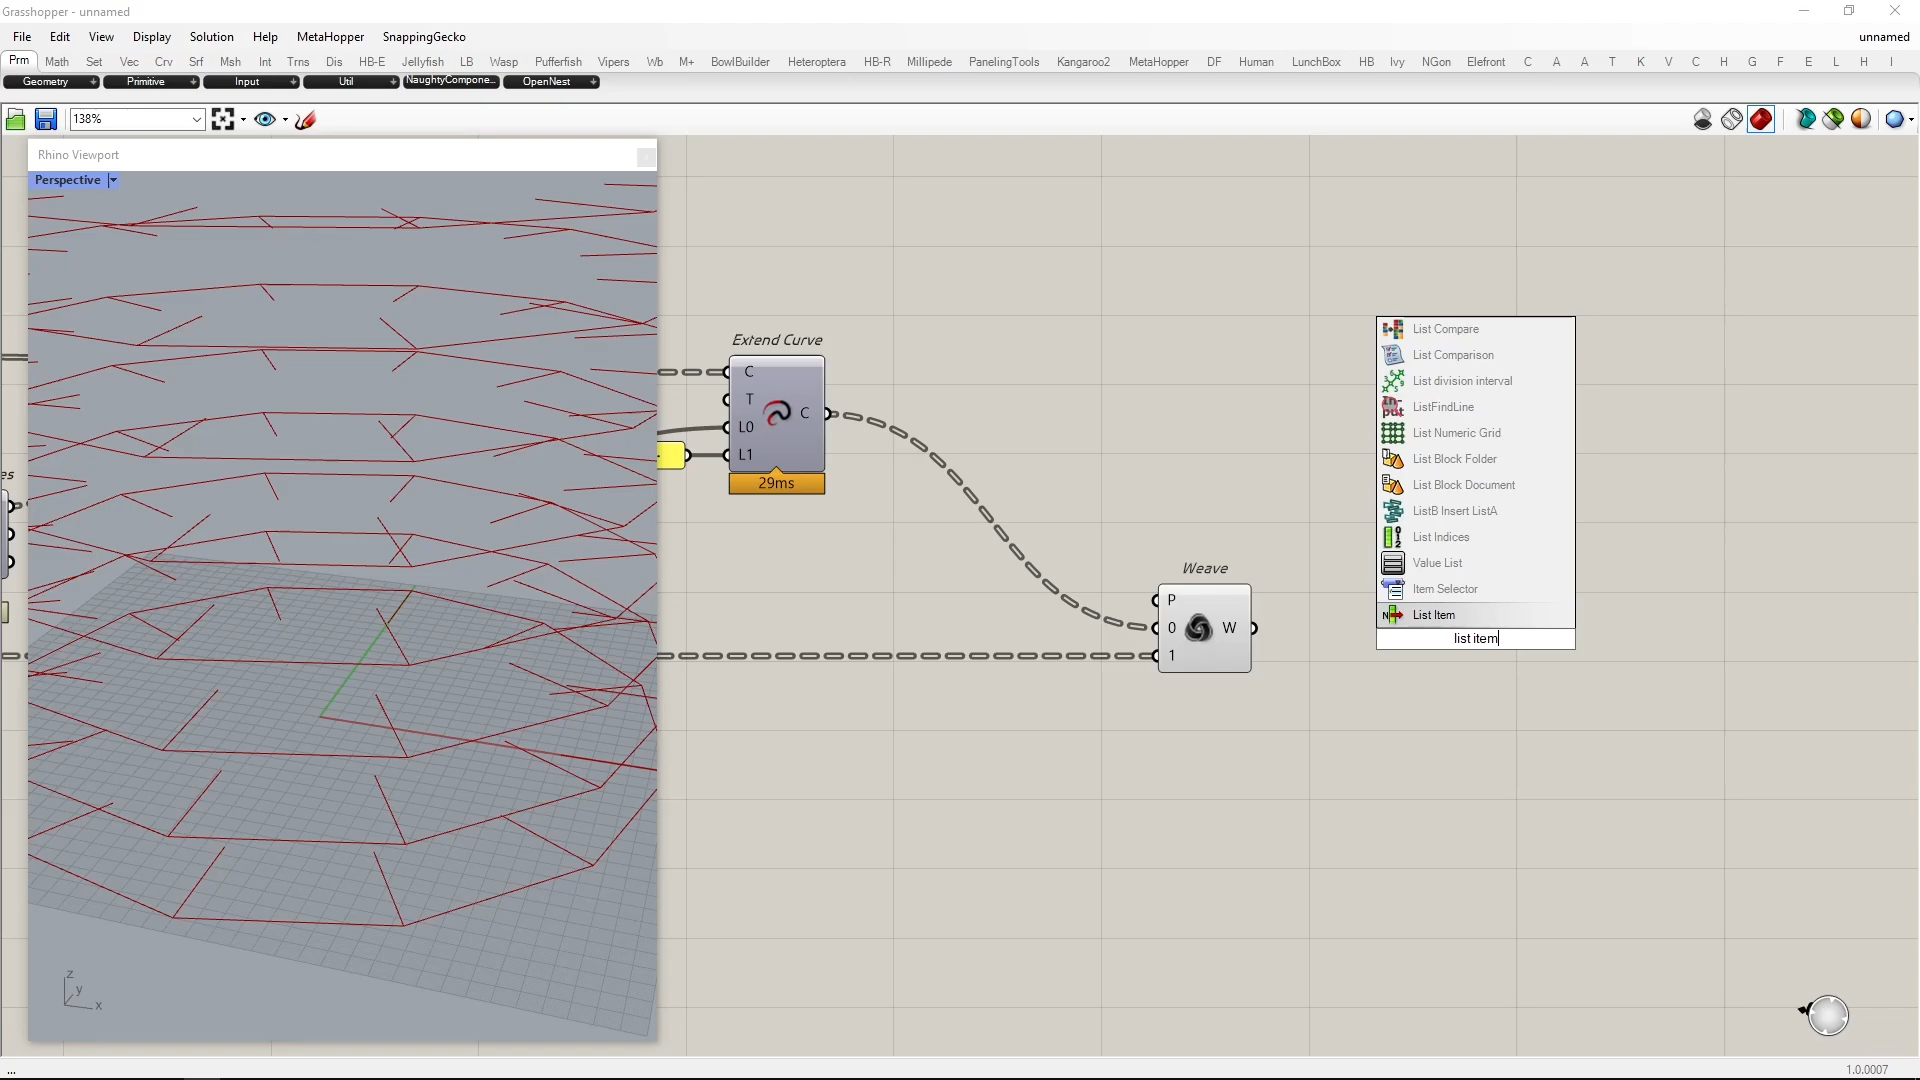 Grasshopper - unnamed
File Edit View Display Solution Help MetaHopper SnappingGecko unnamed
Prm Math Set Vec Crv Srf Msh Int Trns Dis HB-E Jellyfish LB Wasp Pufferfish Vipers Wb M+ BowlBuilder Heteroptera HB-R Millipede PanelingTools Kangaroo2 MetaHopper DF Human LunchBox HB Ivy NGon Elefront C A A T K V C H G F E L H I
Geometry Primitive Input Util NaughtyCompone... OpenNest
138%
Rhino Viewport
Perspective
Extend Curve
C
T
L0
L1
C
29ms
es
Weave
P
0
1
W
List Compare
List Comparison
List division interval
ListFindLine
List Numeric Grid
List Block Folder
List Block Document
ListB Insert ListA
List Indices
Value List
Item Selector
List Item
list item
z
y
x
...
1.0.0007